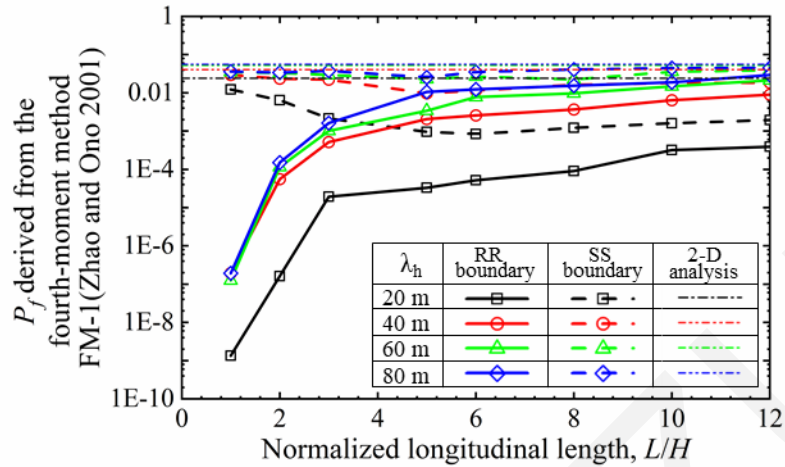 P_f derived from the
fourth-moment method
FM-1(Zhao and Ono 2001)
1
0.01
1E-4
1E-6
1E-8
1E-10
0 2 4 6 8 10 12
Normalized longitudinal length, L/H
λ_h RR boundary SS boundary 2-D analysis
20 m
40 m
60 m
80 m